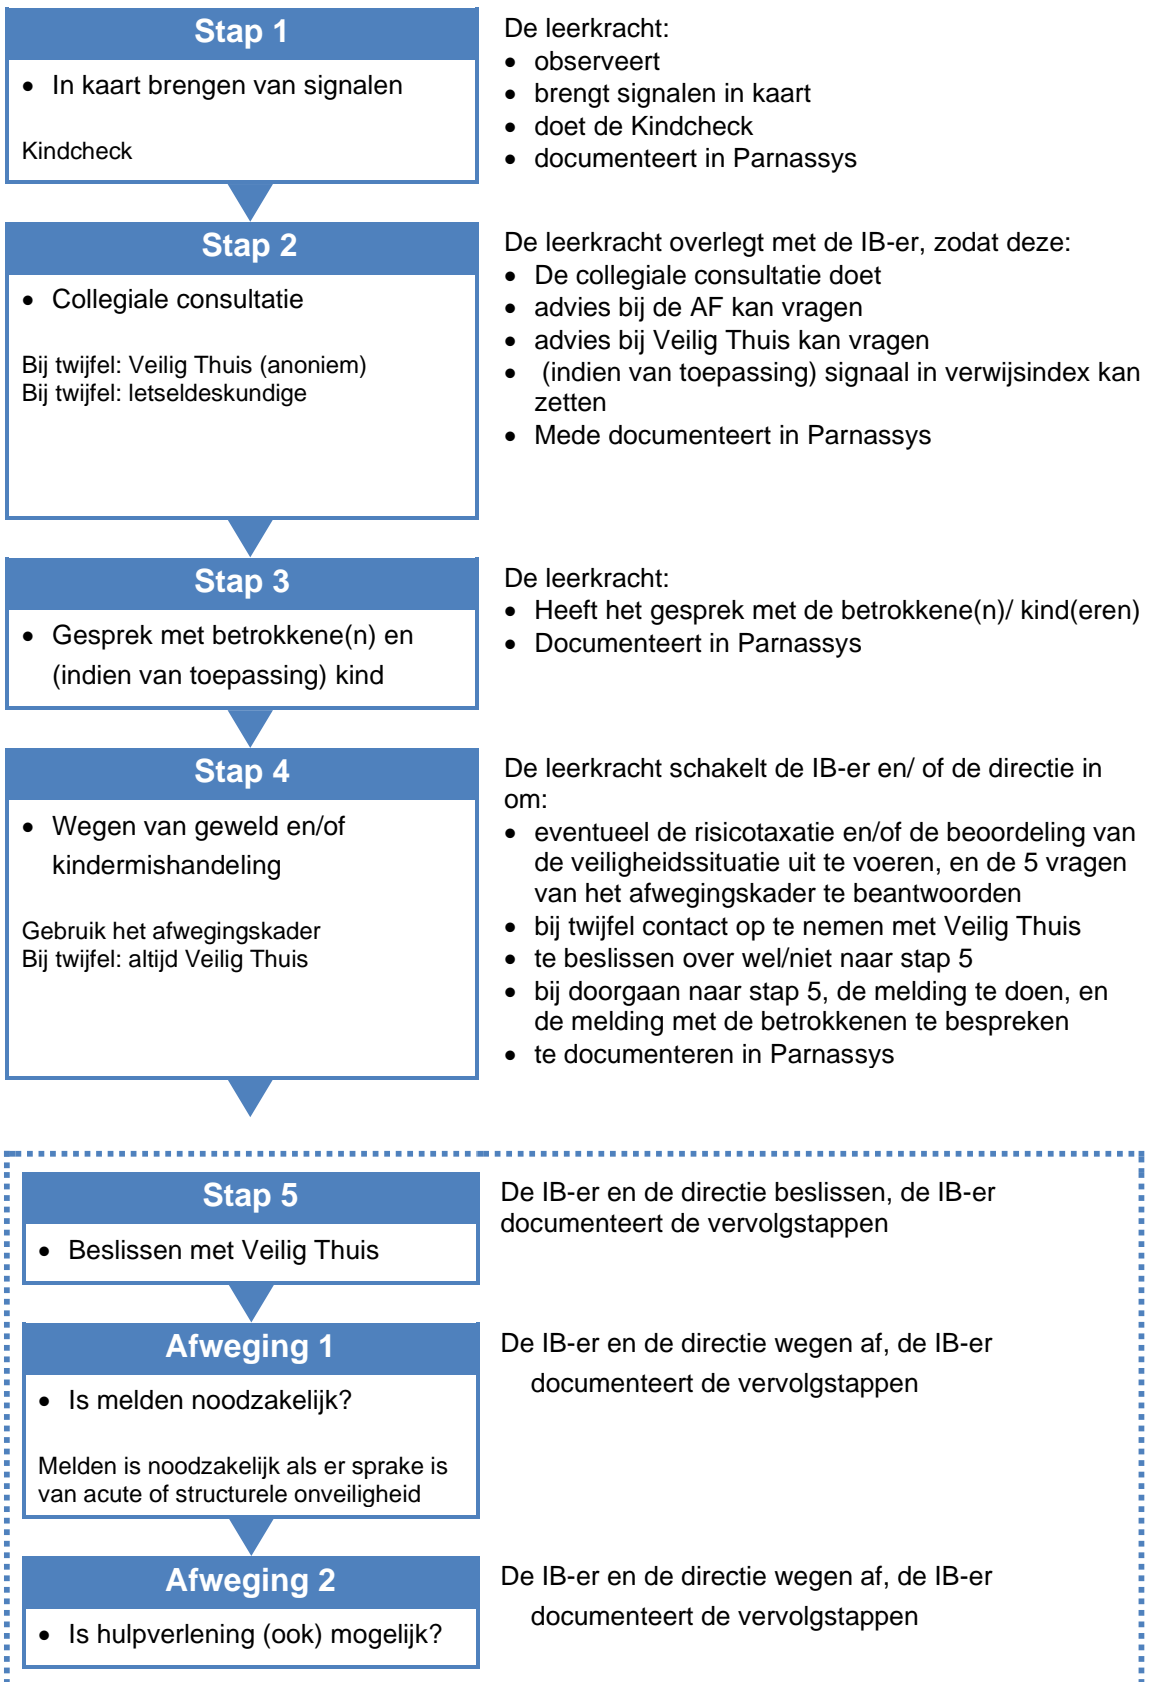 Stap 1
• In kaart brengen van signalen
Kindcheck
De leerkracht:
• observeert
• brengt signalen in kaart
• doet de Kindcheck
• documenteert in Parnassys
Stap 2
• Collegiale consultatie
Bij twijfel: Veilig Thuis (anoniem)
Bij twijfel: letseldeskundige
De leerkracht overlegt met de IB-er, zodat deze:
• De collegiale consultatie doet
• advies bij de AF kan vragen
• advies bij Veilig Thuis kan vragen
• (indien van toepassing) signaal in verwijsindex kan
zetten
• Mede documenteert in Parnassys
Stap 3
• Gesprek met betrokkene(n) en
(indien van toepassing) kind
De leerkracht:
• Heeft het gesprek met de betrokkene(n)/ kind(eren)
• Documenteert in Parnassys
Stap 4
• Wegen van geweld en/of
kindermishandeling
Gebruik het afwegingskader
Bij twijfel: altijd Veilig Thuis
De leerkracht schakelt de IB-er en/ of de directie in
om:
• eventueel de risicotaxatie en/of de beoordeling van
de veiligheidssituatie uit te voeren, en de 5 vragen
van het afwegingskader te beantwoorden
• bij twijfel contact op te nemen met Veilig Thuis
• te beslissen over wel/niet naar stap 5
• bij doorgaan naar stap 5, de melding te doen, en
de melding met de betrokkenen te bespreken
• te documenteren in Parnassys
Stap 5
• Beslissen met Veilig Thuis
De IB-er en de directie beslissen, de IB-er
documenteert de vervolgstappen
Afweging 1
• Is melden noodzakelijk?
Melden is noodzakelijk als er sprake is
van acute of structurele onveiligheid
De IB-er en de directie wegen af, de IB-er
documenteert de vervolgstappen
Afweging 2
• Is hulpverlening (ook) mogelijk?
De IB-er en de directie wegen af, de IB-er
documenteert de vervolgstappen